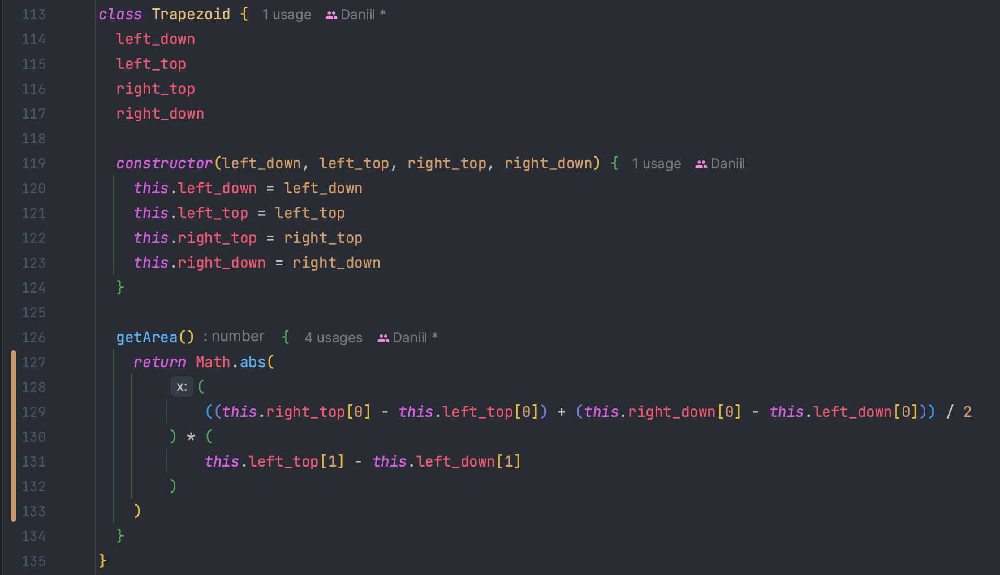 113 class Trapezoid { 1 usage Daniil *
114 left_down
115 left_top
116 right_top
117 right_down
118
119 constructor(left_down, left_top, right_top, right_down) { 1 usage Daniil
120 this.left_down = left_down
121 this.left_top = left_top
122 this.right_top = right_top
123 this.right_down = right_down
124 }
125
126 getArea() : number { 4 usages Daniil *
127 return Math.abs(
128 x: (
129 ((this.right_top[0] - this.left_top[0]) + (this.right_down[0] - this.left_down[0])) / 2
130 ) * (
131 this.left_top[1] - this.left_down[1]
132 )
133 )
134 }
135 }